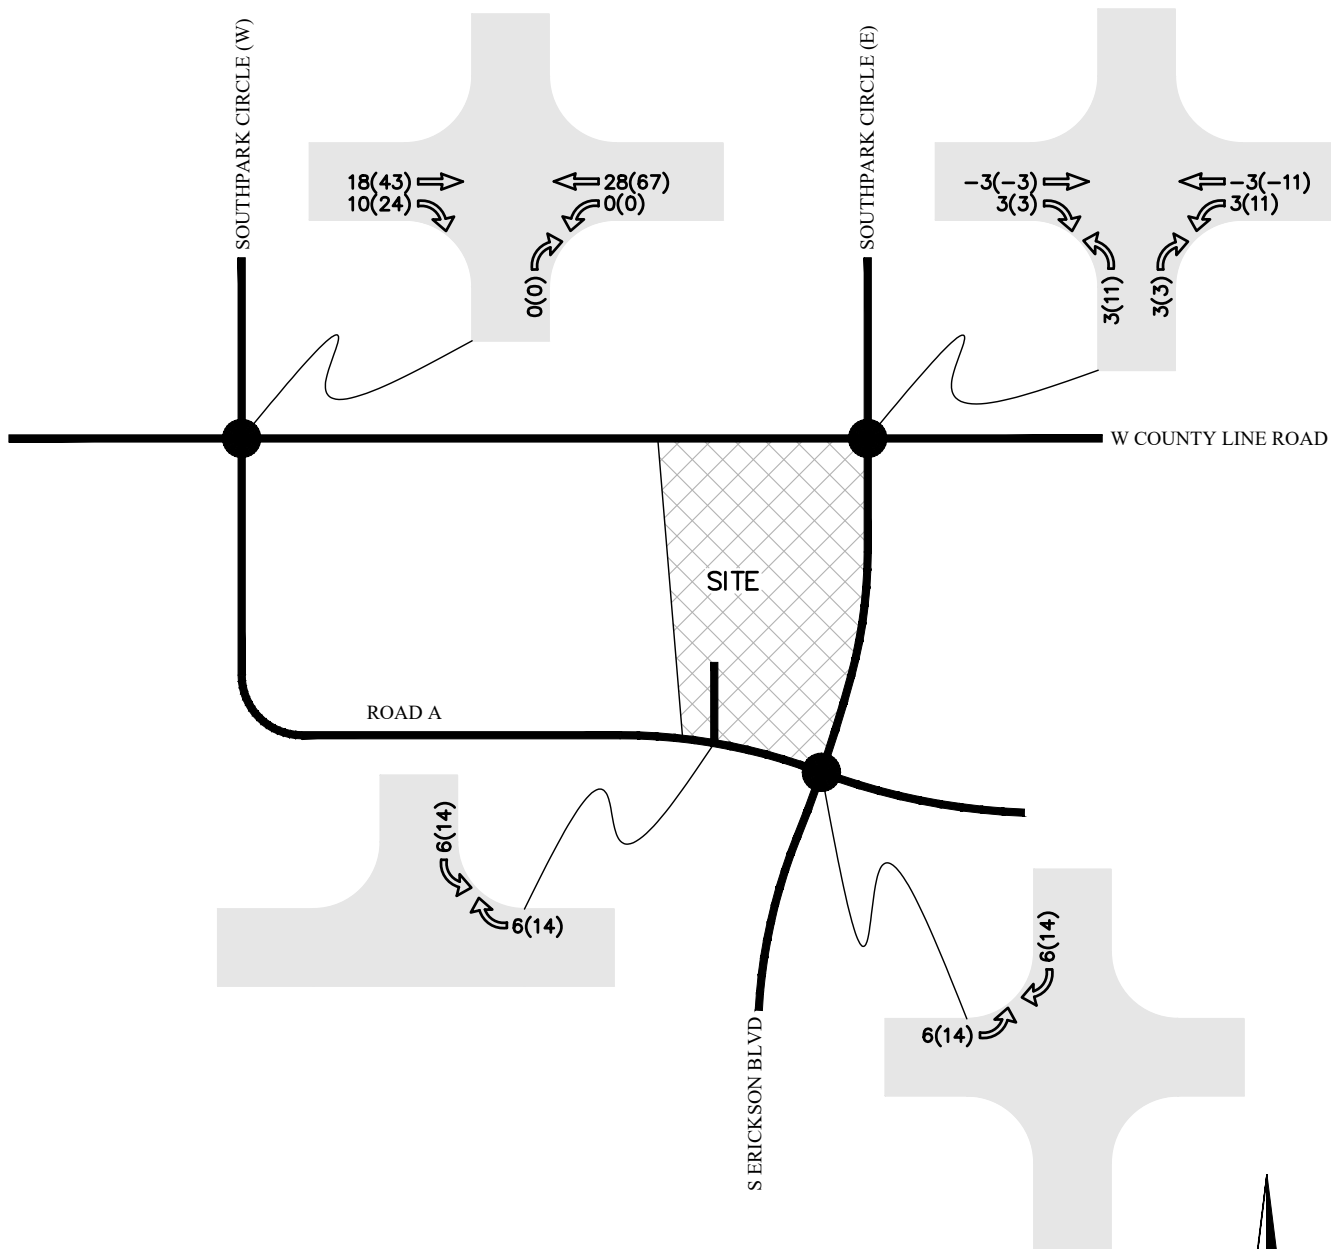 SOUTHPARK CIRCLE (W)
18(43)
28(67)
10(24)
0(0)
0(0)
SOUTHPARK CIRCLE (E)
-3(-3)
-3(-11)
3(3)
3(11)
3(11)
3(3)
W COUNTY LINE ROAD
SITE
ROAD A
6(14)
6(14)
6(14)
6(14)
S ERICKSON BLVD